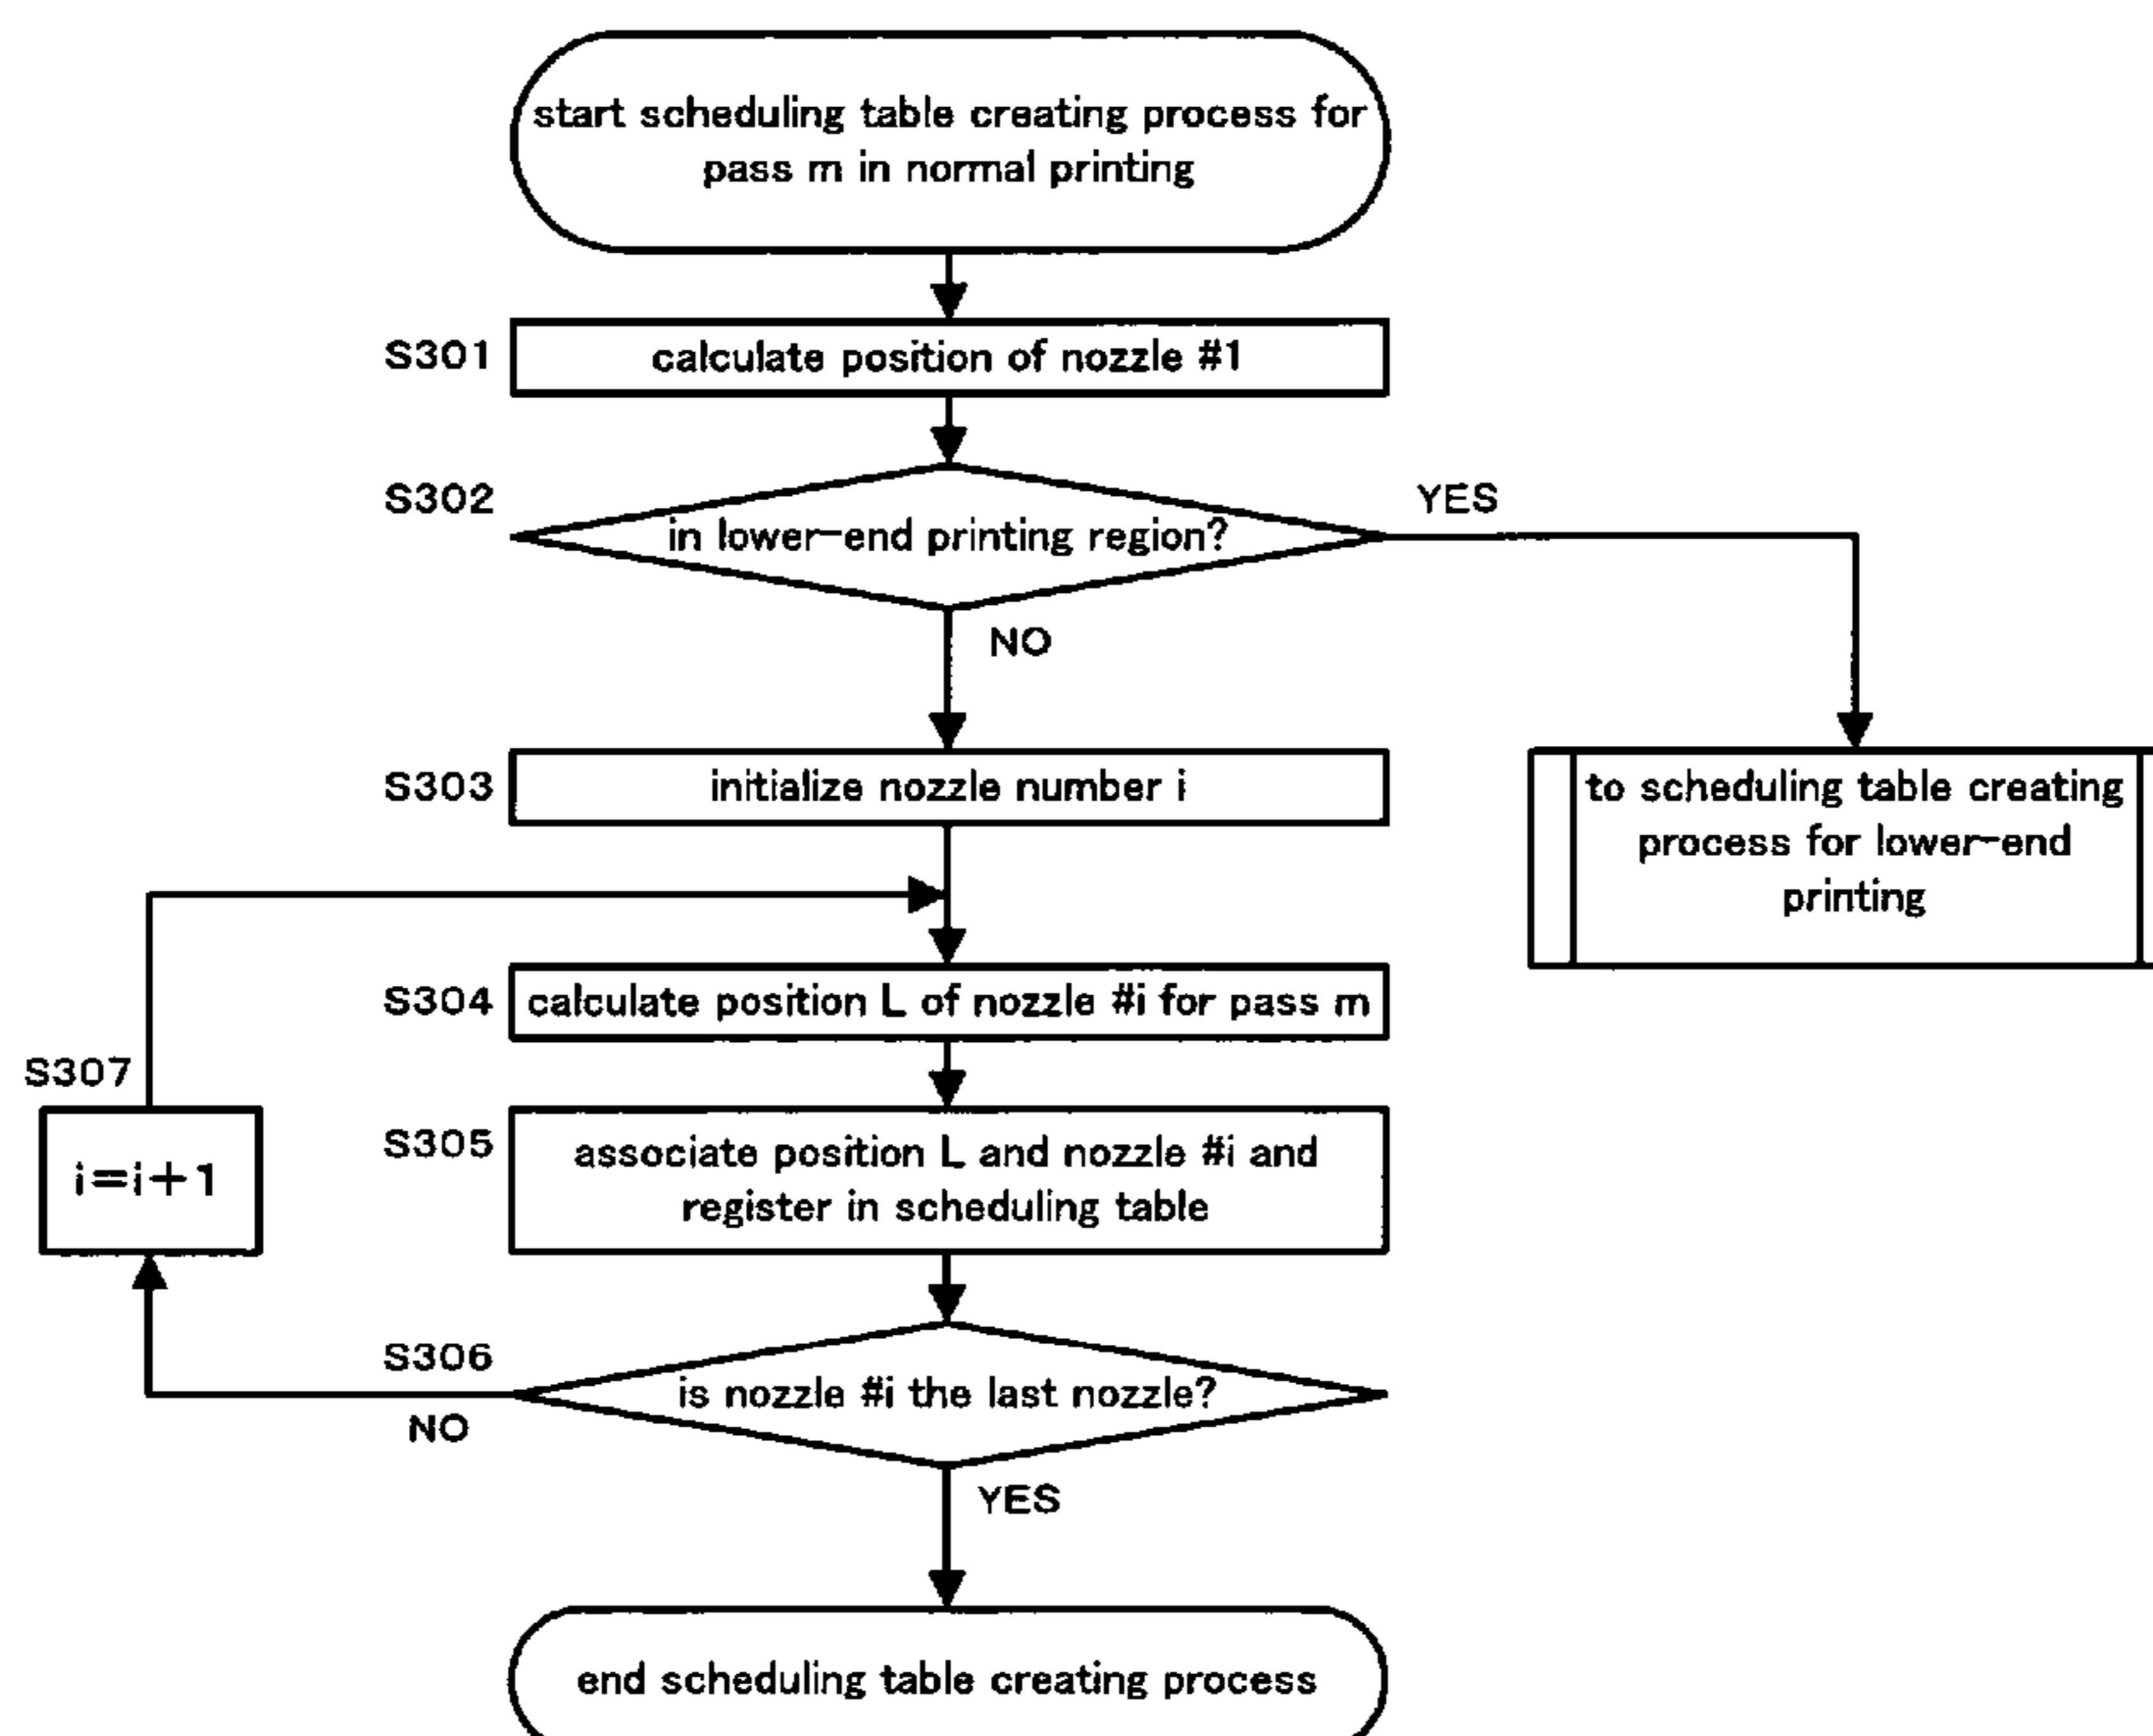 start scheduling table creating process for
pass m in normal printing
S301
calculate position of nozzle #1
S302
in lower-end printing region?
YES
NO
S303
initialize nozzle number i
to scheduling table creating
process for lower-end
printing
S304
calculate position L of nozzle #i for pass m
S307
i=i+1
S305
associate position L and nozzle #i and
register in scheduling table
S306
is nozzle #i the last nozzle?
NO
YES
end scheduling table creating process